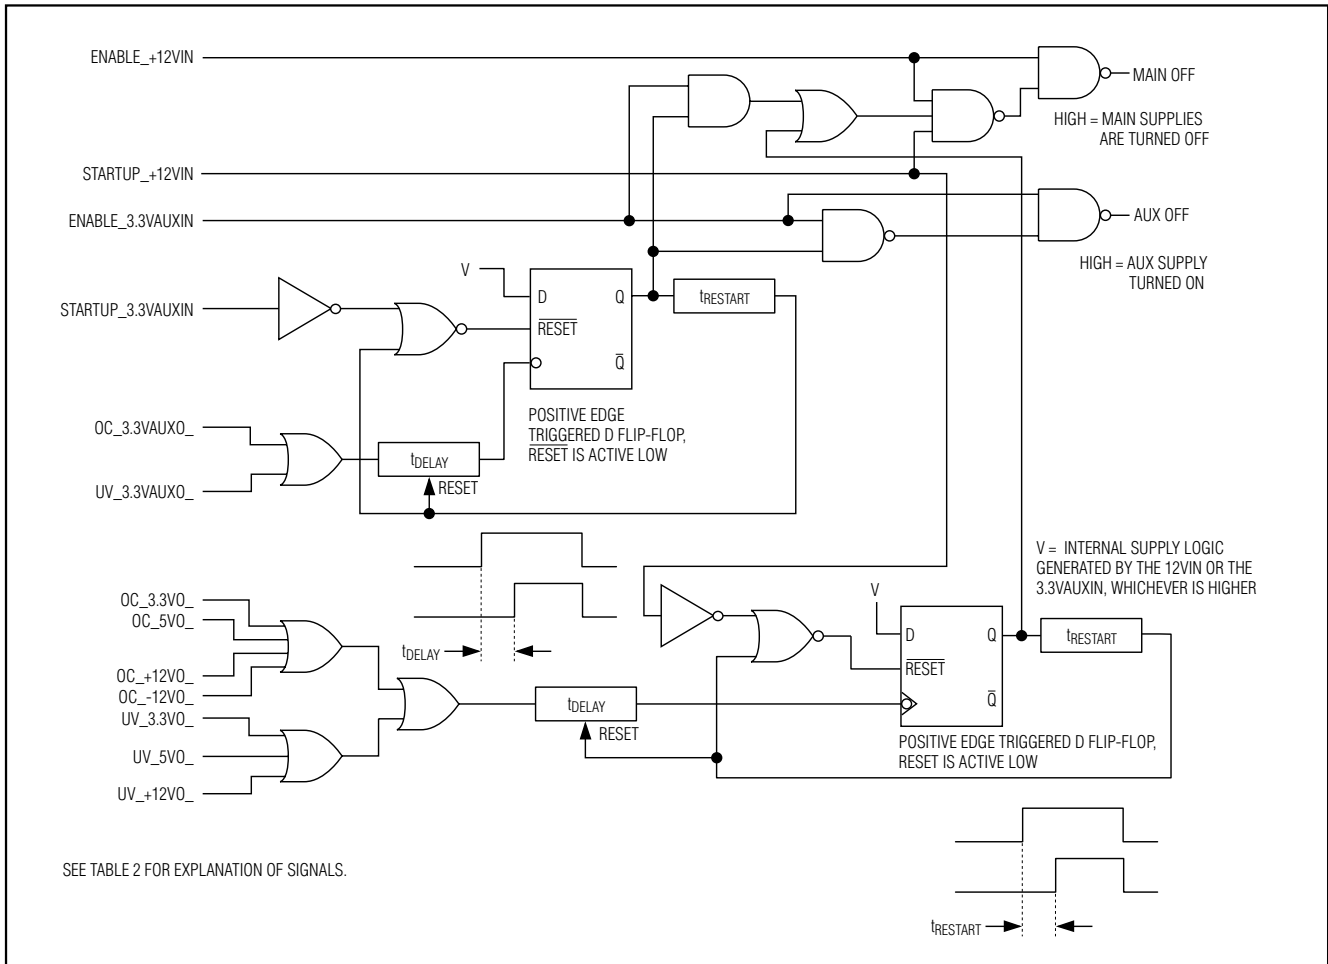 ENABLE_+12VIN
MAIN OFF
HIGH = MAIN SUPPLIES
ARE TURNED OFF
STARTUP_+12VIN
ENABLE_3.3VAUXIN
AUX OFF
HIGH = AUX SUPPLY
TURNED ON
V
D
Q
tRESTART
STARTUP_3.3VAUXIN
RESET
Q
POSITIVE EDGE
TRIGGERED D FLIP-FLOP,
RESET IS ACTIVE LOW
OC_3.3VAUXO_
tDELAY
RESET
UV_3.3VAUXO_
V = INTERNAL SUPPLY LOGIC
GENERATED BY THE 12VIN OR THE
3.3VAUXIN, WHICHEVER IS HIGHER
OC_3.3VO_
OC_5VO_
OC_+12VO_
OC_-12VO_
UV_3.3VO_
UV_5VO_
UV_+12VO_
tDELAY
V
D
Q
tRESTART
RESET
Q
tDELAY
RESET
POSITIVE EDGE TRIGGERED D FLIP-FLOP,
RESET IS ACTIVE LOW
SEE TABLE 2 FOR EXPLANATION OF SIGNALS.
tRESTART